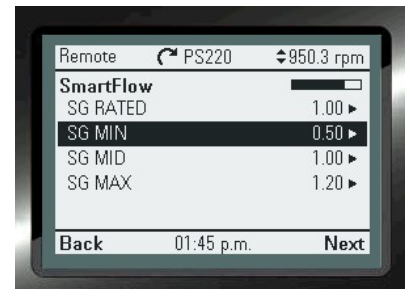 Remote PS220 950.3 rpm
SmartFlow
SG RATED 1.00
SG MIN 0.50
SG MID 1.00
SG MAX 1.20
Back 01:45 p.m. Next